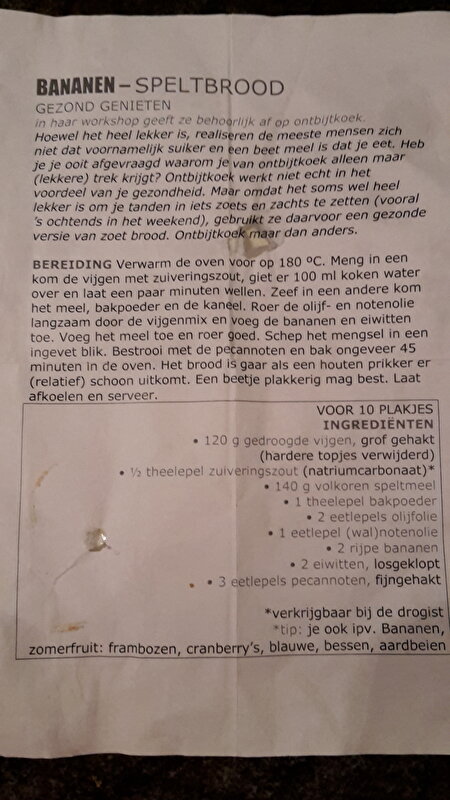 BANANEN – SPELTBROOD
GEZOND GENIETEN
in haar workshop geeft ze behoorlijk af op ontbijtkoek.
Hoewel het heel lekker is, realiseren de meeste mensen zich
niet dat voornamelijk suiker en een beet meel is dat je eet. Heb
je je ooit afgevraagd waarom je van ontbijtkoek alleen maar
(lekkere) trek krijgt? Ontbijtkoek werkt niet echt in het
voordeel van je gezondheid. Maar omdat het soms wel heel
lekker is om je tanden in iets zoets en zachts te zetten (vooral
's ochtends in het weekend), gebruikt ze daarvoor een gezonde
versie van zoet brood. Ontbijtkoek maar dan anders.
BEREIDING Verwarm de oven voor op 180 ºC. Meng in een
kom de vijgen met zuiveringszout, giet er 100 ml koken water
over en laat een paar minuten wellen. Zeef in een andere kom
het meel, bakpoeder en de kaneel. Roer de olijf- en notenolie
langzaam door de vijgenmix en voeg de bananen en eiwitten
toe. Voeg het meel toe en roer goed. Schep het mengsel in een
ingevet blik. Bestrooi met de pecannoten en bak ongeveer 45
minuten in de oven. Het brood is gaar als een houten prikker er
(relatief) schoon uitkomt. Een beetje plakkerig mag best. Laat
afkoelen en serveer.
VOOR 10 PLAKJES
INGREDIËNTEN
• 120 g gedroogde vijgen, grof gehakt
(hardere topjes verwijderd)
• ½ theelepel zuiveringszout (natriumcarbonaat)*
• 140 g volkoren speltmeel
• 1 theelepel bakpoeder
• 2 eetlepels olijfolie
• 1 eetlepel (wal)notenolie
• 2 rijpe bananen
• 2 eiwitten, losgeklopt
• 3 eetlepels pecannoten, fijngehakt
*verkrijgbaar bij de drogist
*tip: je ook ipv. Bananen,
zomerfruit: frambozen, cranberry's, blauwe, bessen, aardbeien